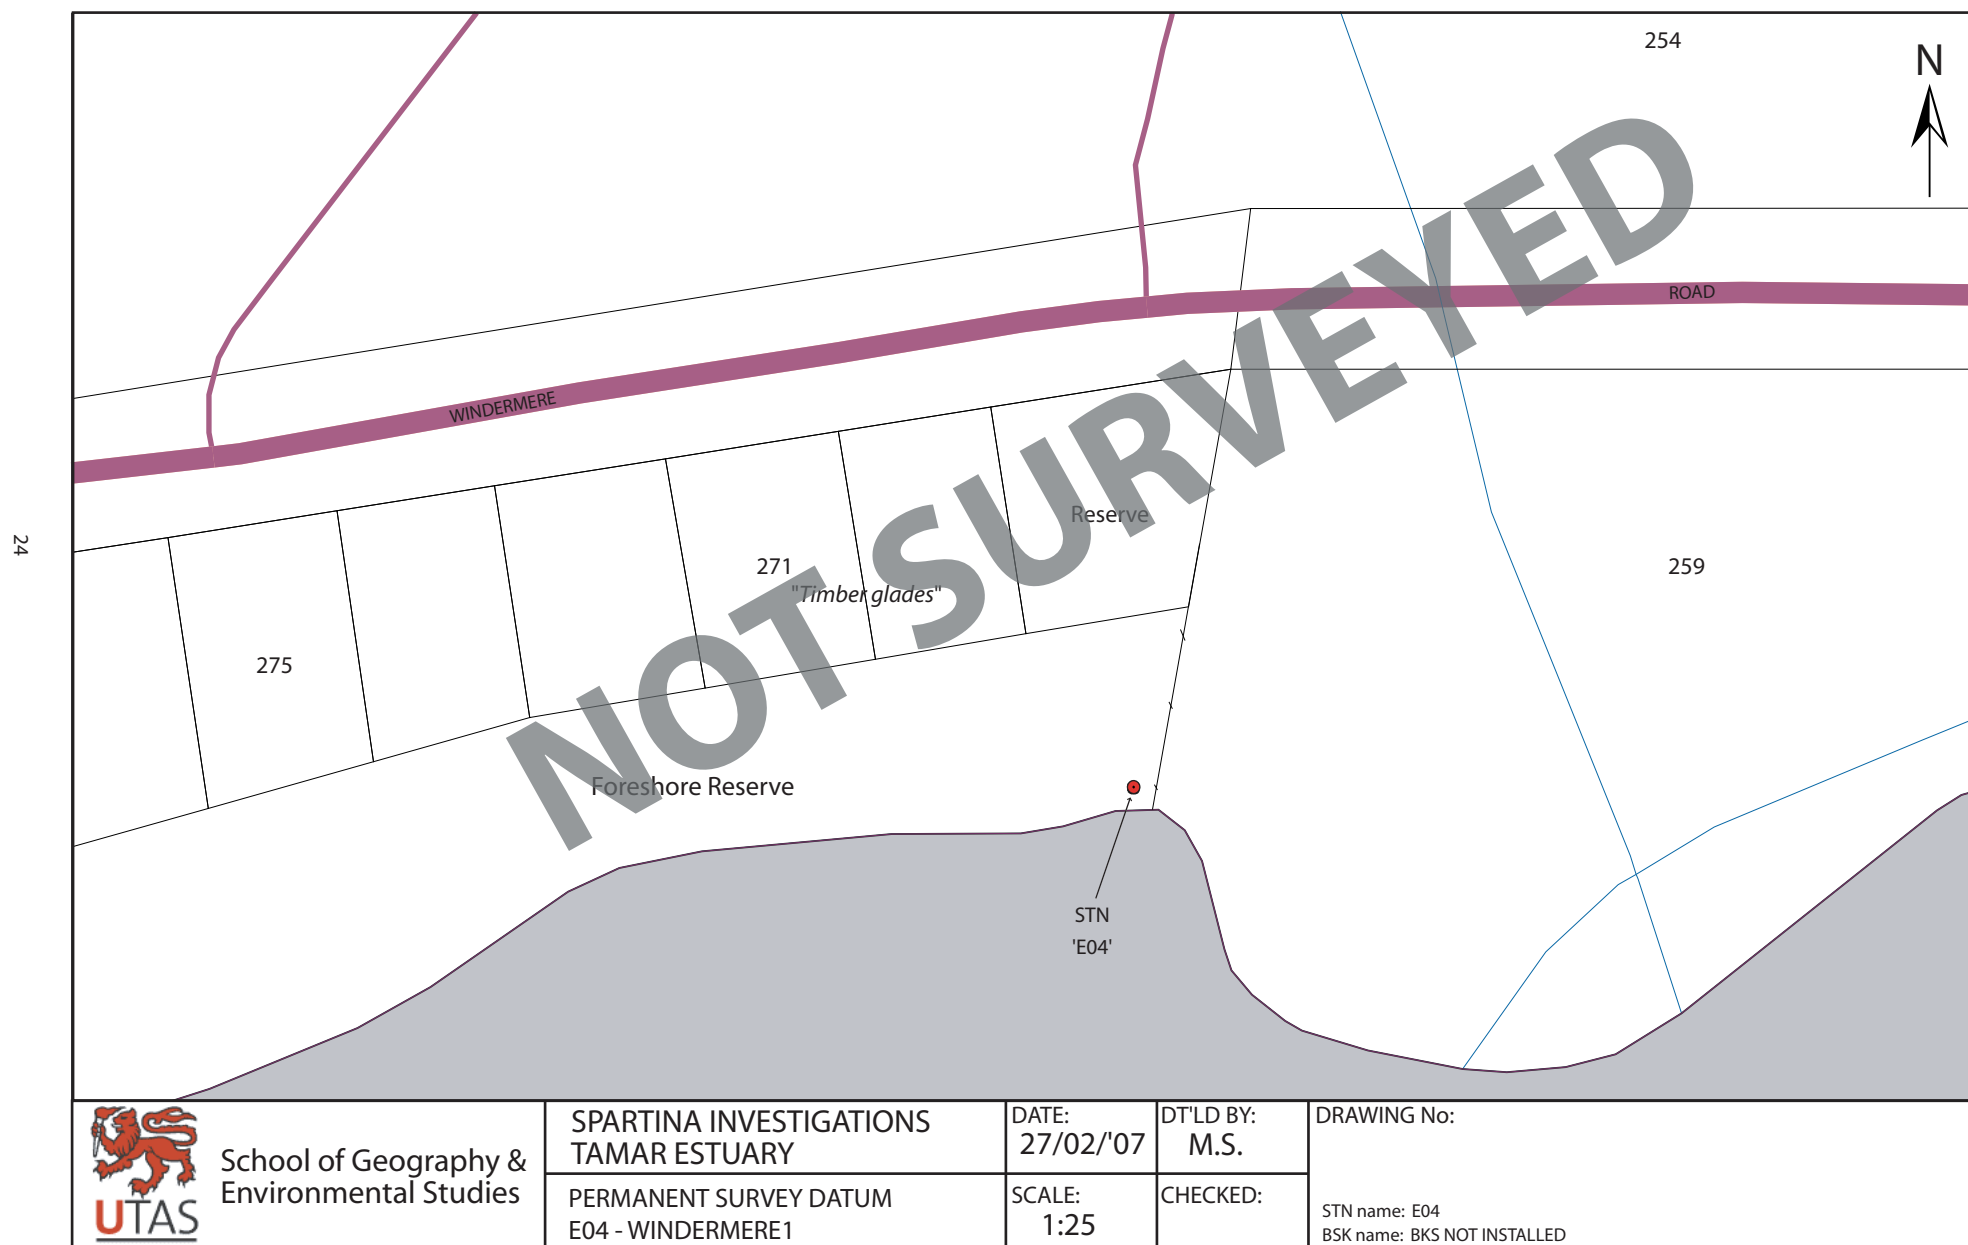 254
N
ROAD
WINDERMERE
Reserve
24
271
259
"Timber glades"
275
NOT SURVEYED
Foreshore Reserve
STN
'E04'
UTAS
School of Geography &
Environmental Studies
SPARTINA INVESTIGATIONS
TAMAR ESTUARY
PERMANENT SURVEY DATUM
E04 - WINDERMERE1
DATE:
27/02/'07
SCALE:
1:25
DT'LD BY:
M.S.
CHECKED:
DRAWING No:
STN name: E04
BSK name: BKS NOT INSTALLED